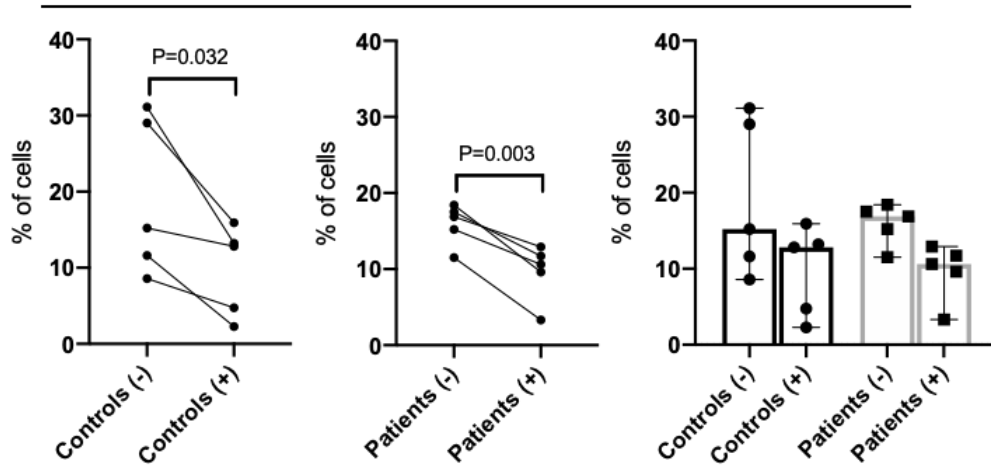 40
30
20
10
0
% of cells
P=0.032
Controls (-)
Controls (+)
40
30
20
10
0
% of cells
P=0.003
Patients (-)
Patients (+)
40
30
20
10
0
% of cells
Controls (-)
Controls (+)
Patients (-)
Patients (+)